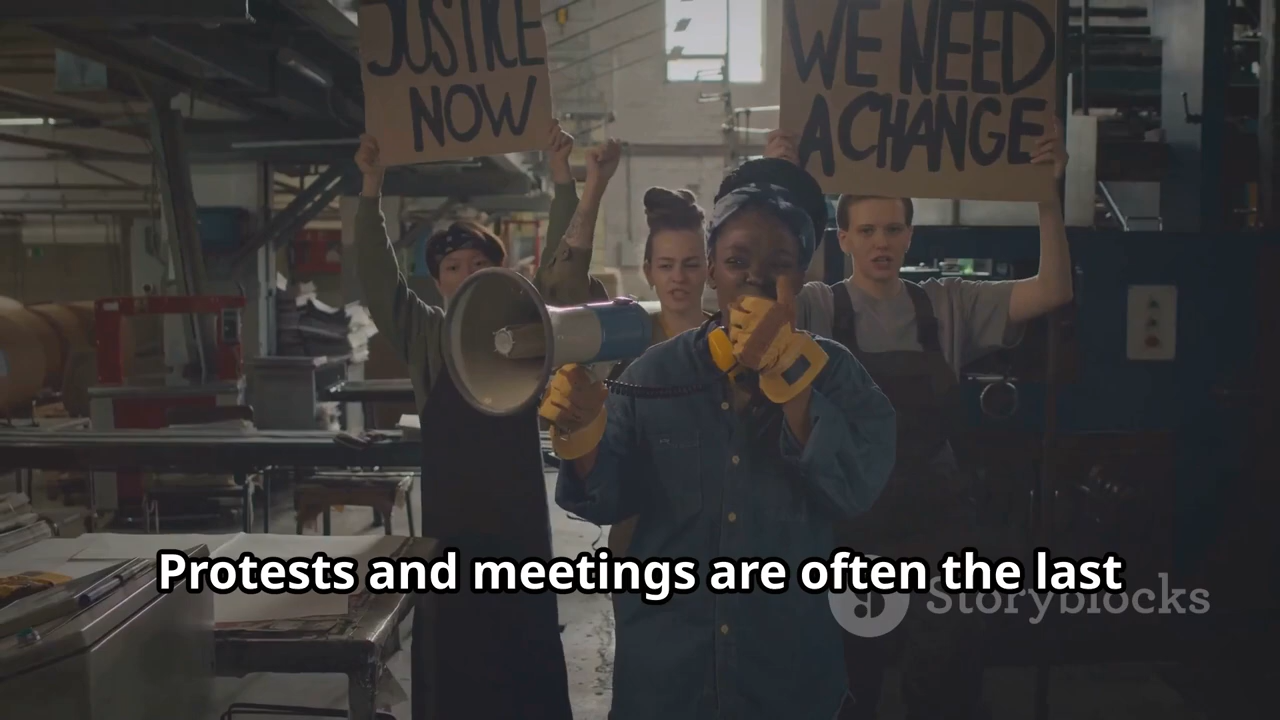 JUSTICE
NOW
WE NEED
A CHANGE
Protests and meetings are often the last
Storyblocks